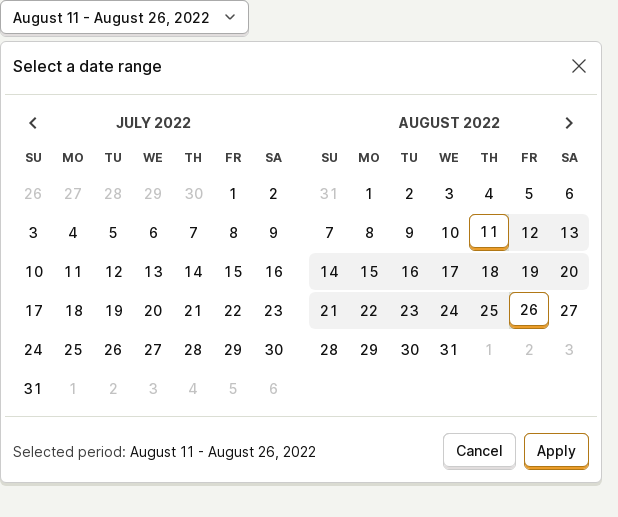 August 11 - August 26, 2022
Select a date range
JULY 2022
SU MO TU WE TH FR SA
26 27 28 29 30 1 2
3 4 5 6 7 8 9
10 11 12 13 14 15 16
17 18 19 20 21 22 23
24 25 26 27 28 29 30
31 1 2 3 4 5 6
AUGUST 2022
SU MO TU WE TH FR SA
31 1 2 3 4 5 6
7 8 9 10 11 12 13
14 15 16 17 18 19 20
21 22 23 24 25 26 27
28 29 30 31 1 2 3
Selected period: August 11 - August 26, 2022
Cancel
Apply